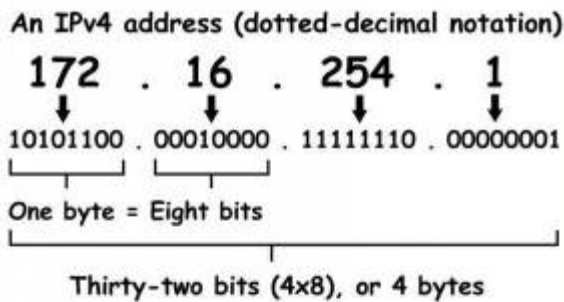 An IPv4 address (dotted-decimal notation)
172 . 16 . 254 . 1
10101100 . 00010000 . 11111110 . 00000001
One byte = Eight bits
Thirty-two bits (4x8), or 4 bytes